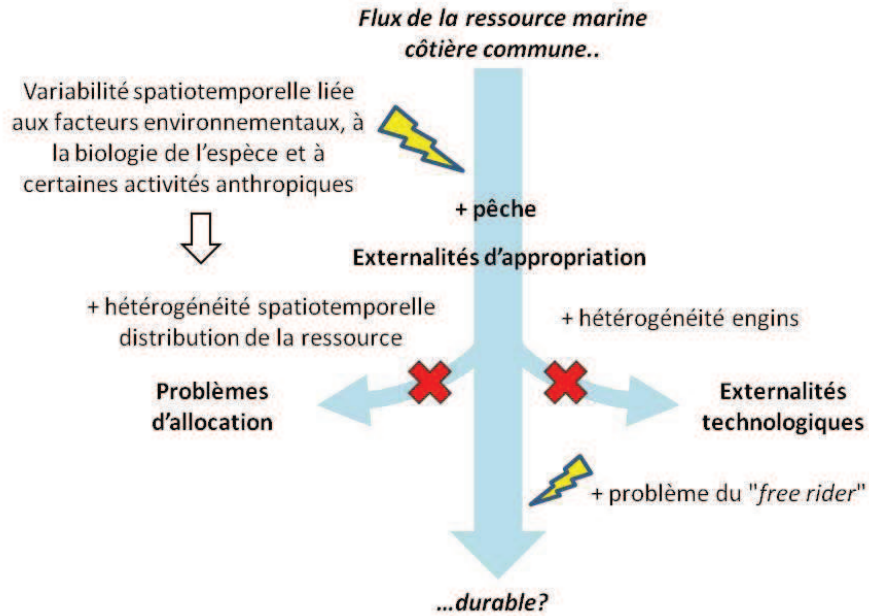 Flux de la ressource marine
côtière commune..
Variabilité spatiotemporelle liée
aux facteurs environnementaux, à
la biologie de l'espèce et à
certaines activités anthropiques
+ pêche
Externalités d'appropriation
+ hétérogénéité spatiotemporelle
distribution de la ressource
+ hétérogénéité engins
Problèmes
d'allocation
Externalités
technologiques
+ problème du "free rider"
...durable?